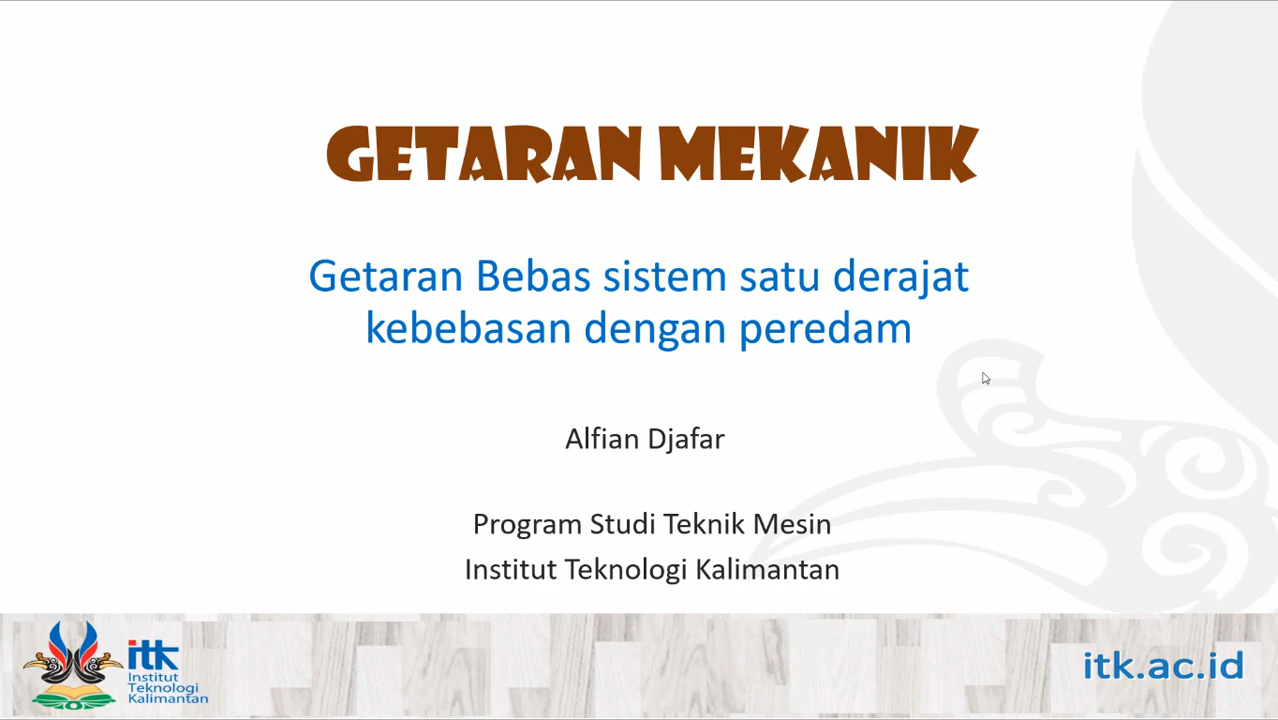 GETARAN MEKANIK
Getaran Bebas sistem satu derajat
kebebasan dengan peredam
Alfian Djafar
Program Studi Teknik Mesin
Institut Teknologi Kalimantan
itk
Institut
Teknologi
Kalimantan
itk.ac.id